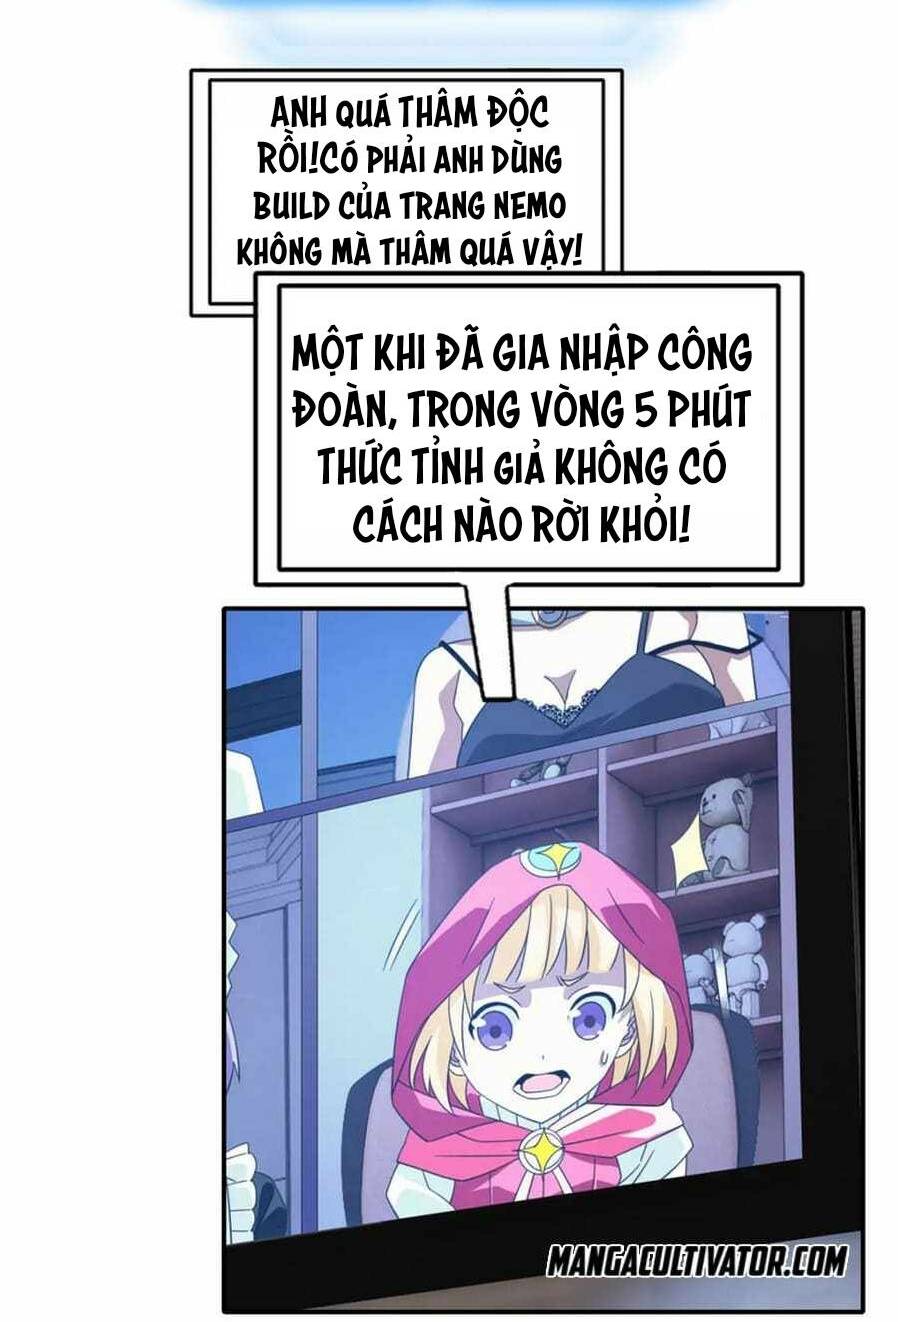 ANH QUÁ THÂM ĐỘC
RỒI!CÓ PHẢI ANH DÙNG
BUILD CỦA TRANG NEMO
KHÔNG MÀ THÂM QUÁ VẬY!
MỘT KHI ĐÃ GIA NHẬP CÔNG
ĐOÀN, TRONG VÒNG 5 PHÚT
THỨC TỈNH GIẢ KHÔNG CÓ
CÁCH NÀO RỜI KHỎI!
MANGACULTIVATOR.COM